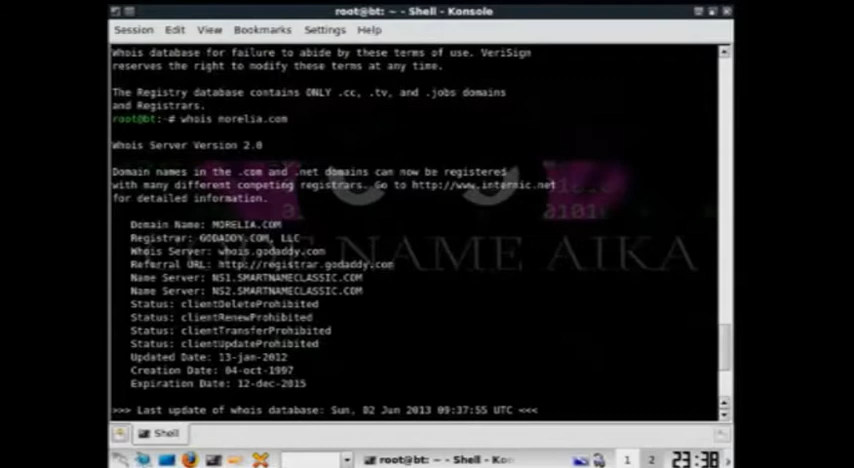 root@bt: ~ - Shell - Konsole
Session Edit View Bookmarks Settings Help
Whois database for failure to abide by these terms of use. VeriSign
reserves the right to modify these terms at any time.
The Registry database contains ONLY .cc, .tv, and .jobs domains
and Registrars.
root@bt:~# whois morelia.com
Whois Server Version 2.0
Domain names in the .com and .net domains can now be registered
with many different competing registrars. Go to http://www.internic.net
for detailed information.
Domain Name: MORELIA.COM
Registrar: GODADDY.COM, LLC
Whois Server: whois.godaddy.com
Referral URL: http://registrar.godaddy.com
Name Server: NS1.SMARTNAMECLASSIC.COM
Name Server: NS2.SMARTNAMECLASSIC.COM
Status: clientDeleteProhibited
Status: clientRenewProhibited
Status: clientTransferProhibited
Status: clientUpdateProhibited
Updated Date: 13-jan-2012
Creation Date: 04-oct-1997
Expiration Date: 12-dec-2015
>>> Last update of whois database: Sun, 02 Jun 2013 09:37:55 UTC <<<
NAME AIKA
Shell
root@bt: ~ - Shell - Kon
1 2
23:38